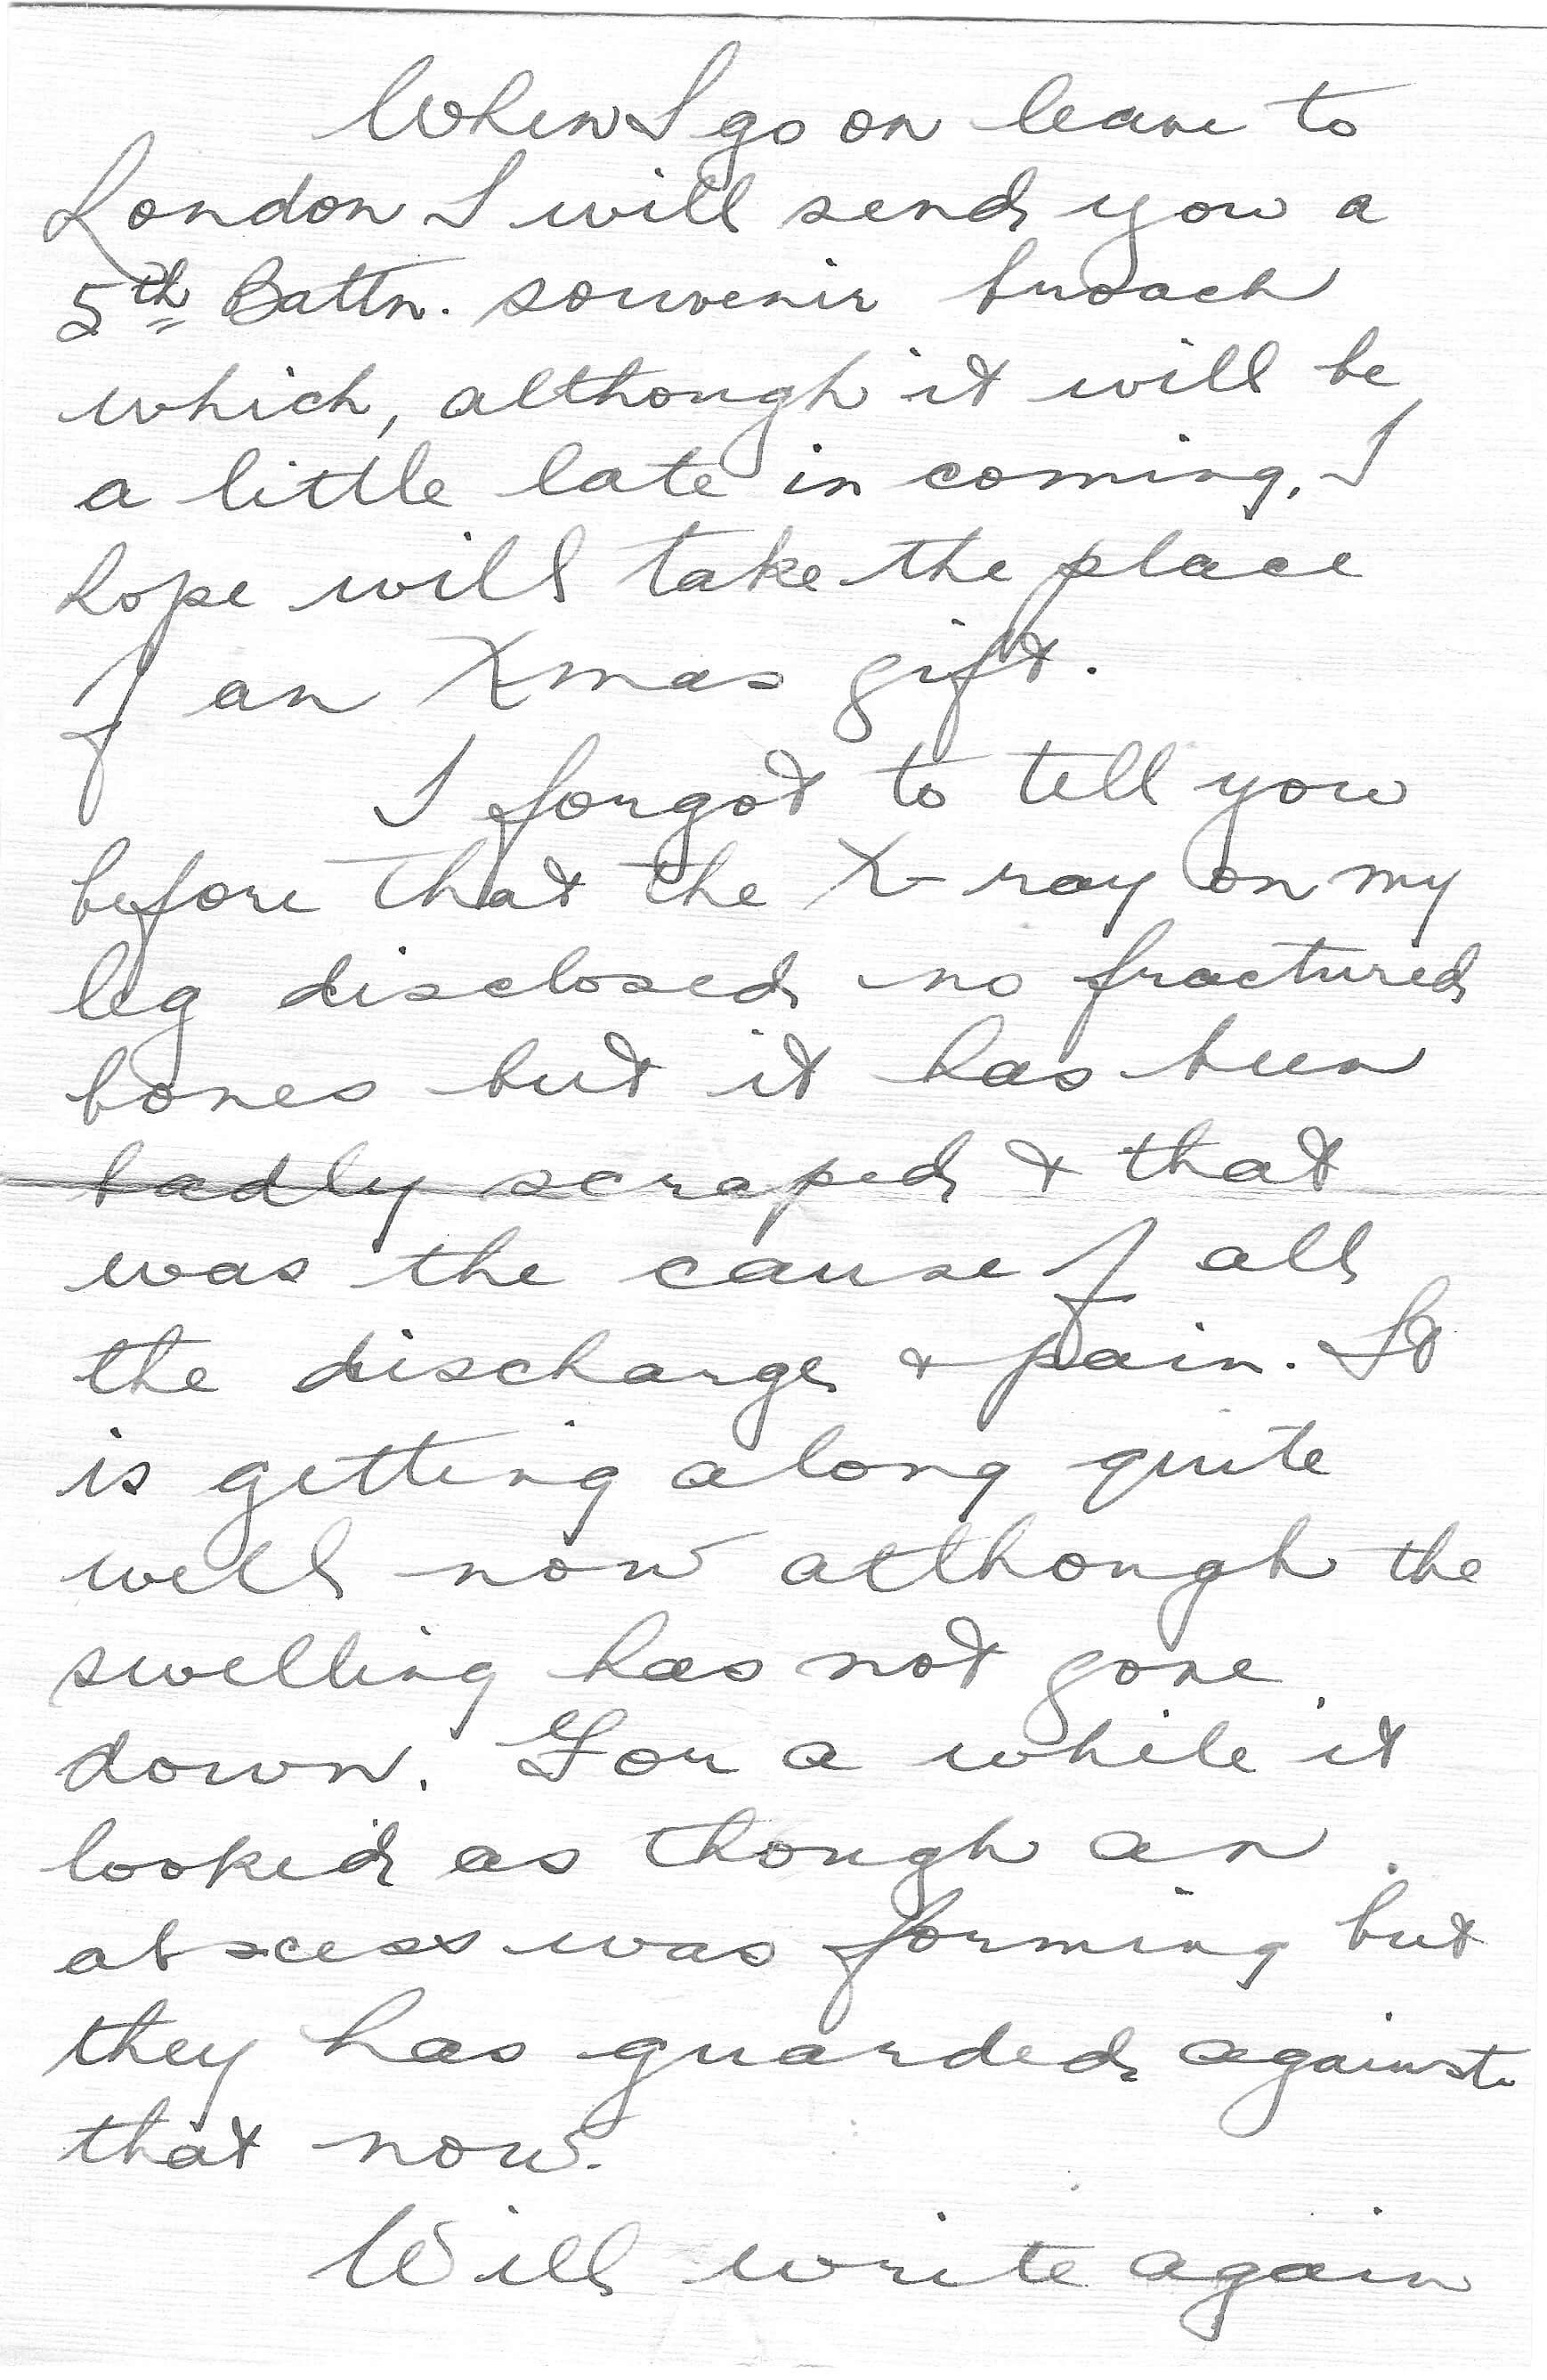 When I go on leave to
London I will send you a
5th Battn. souvenir broach
which, although it will be
a little late in coming, I
hope will take the place
of an Xmas gift.
I forgot to tell you
before that the X-ray on my
leg disclosed no fractured
bones but it has been
badly scraped & that
was the cause of all
the discharge & pain. It
is getting along quite
well now although the
swelling has not gone
down. For a while it
looked as though an
abscess was forming but
they has guarded against
that now.
Will write again